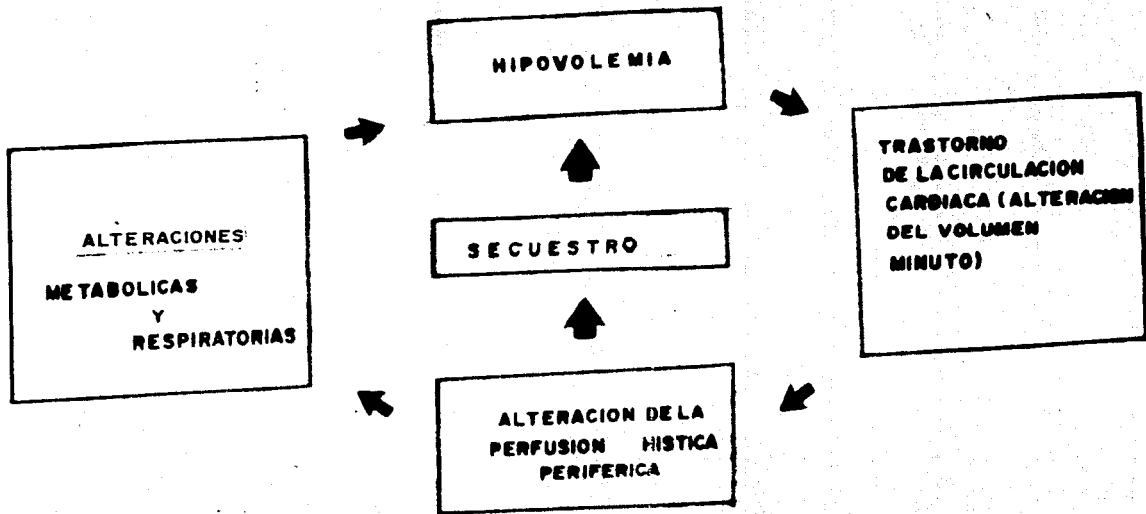 HIPOVOLEMIA
TRASTORNO
DE LA CIRCULACION
CARDIACA (ALTERACION
DEL VOLUMEN
MINUTO)
SECUESTRO
ALTERACIONES
METABOLICAS
Y
RESPIRATORIAS
ALTERACION DE LA
PERFUSION HISTICA
PERIFERICA